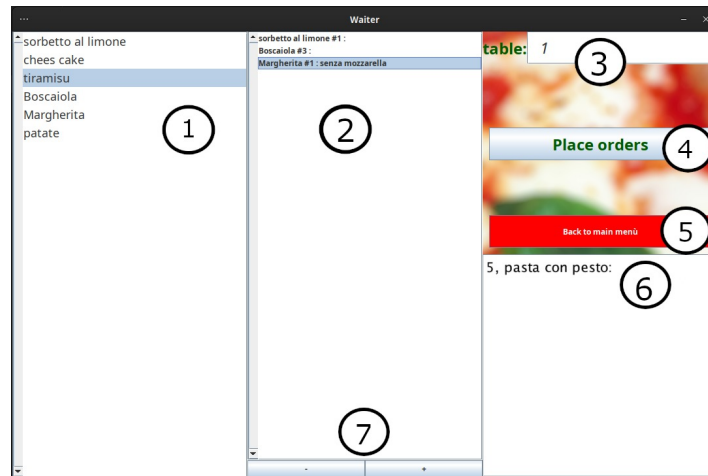 ...
Waiter
sorbetto al limone
chees cake
tiramisu
Boscaiola
Margherita
patate
1
sorbetto al limone #1 :
Boscaiola #3 :
Margherita #1 : senza mozzarella
2
table: 1
3
Place orders
4
Back to main menù
5
5, pasta con pesto:
6
7
- +